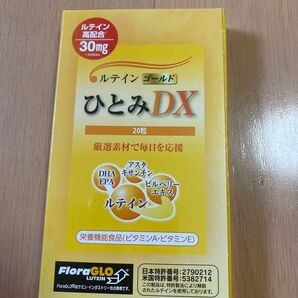 ルテイン
高配合
30mg
ルテイン ゴールド
ひとみDX
20粒
厳選素材で毎日を応援
DHA
EPA
アスタ
キサンチン
ビルベリー
エキス
ルテイン
栄養機能食品(ビタミンA・ビタミンE)
FloraGLO
LUTEIN
日本特許番号:2790212
米国特許番号:5382714